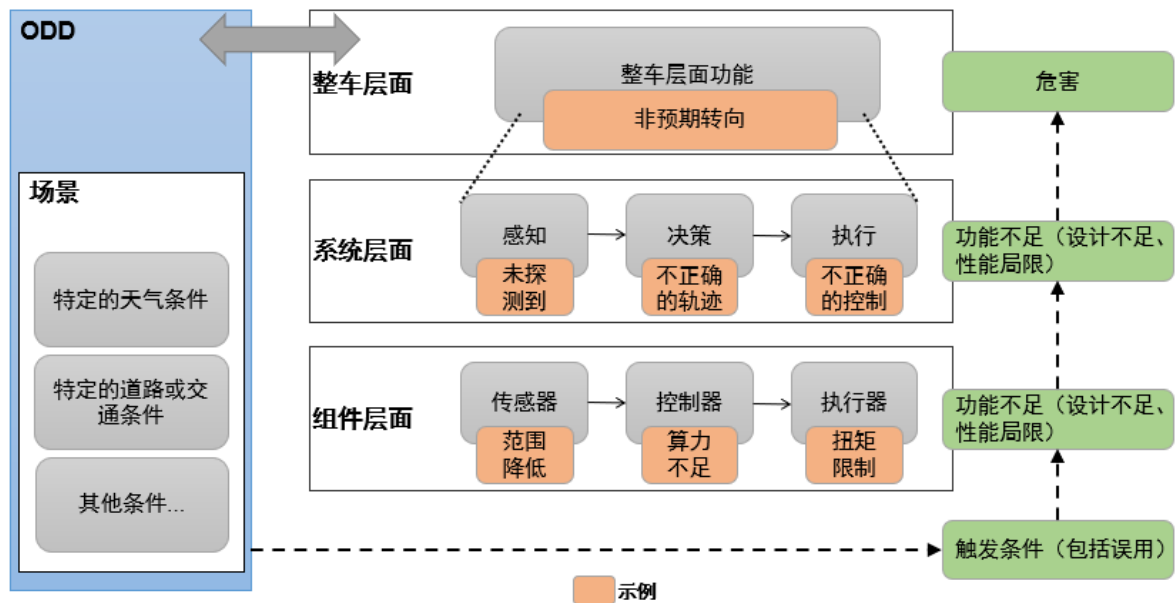 ODD
场景
特定的天气条件
特定的道路或交
通条件
其他条件...
整车层面
整车层面功能
非预期转向
系统层面
感知
未探
测到
决策
不正确
的轨迹
执行
不正确
的控制
组件层面
传感器
范围
降低
控制器
算力
不足
执行器
扭矩
限制
危害
功能不足（设计不足、
性能局限）
功能不足（设计不足、
性能局限）
触发条件（包括误用）
示例